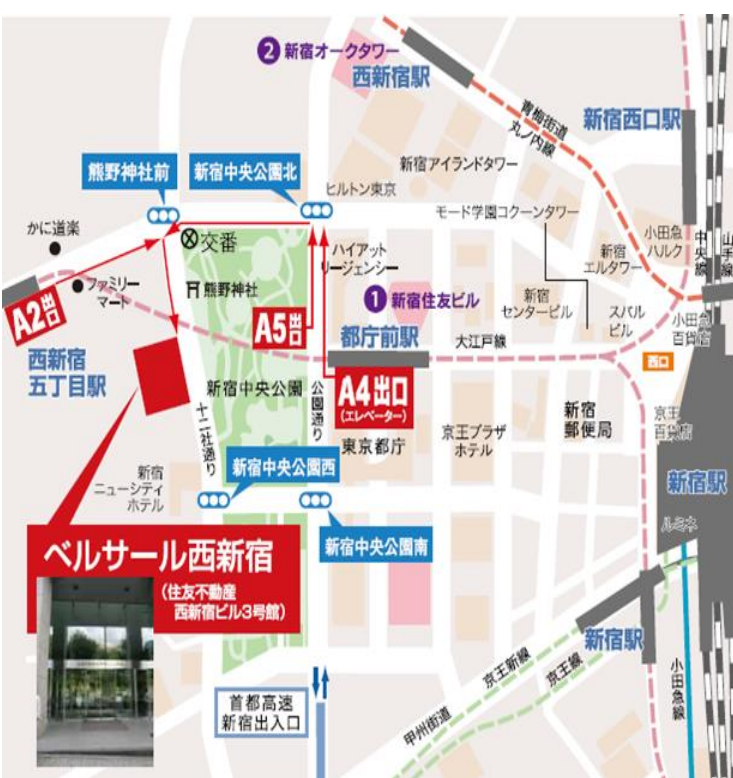 ② 新宿オークタワー
西新宿駅
青梅街道
丸ノ内線
新宿西口駅
熊野神社前
新宿中央公園北
新宿アイランドタワー
ヒルトン東京
モード学園コクーンタワー
かに道楽
交番
ハイアット
リージェンシー
新宿
エルタワー
小田急
ハルク
中央線
山手線
ファミリー
マート
熊野神社
① 新宿住友ビル
新宿
センタービル
スバル
ビル
小田急
百貨店
A2出口
A5出口
都庁前駅
大江戸線
西口
西新宿
五丁目駅
新宿中央公園
公園通り
A4出口
(エレベーター)
京王
百貨店
十二社通り
東京都庁
京王プラザ
ホテル
新宿
郵便局
新宿
ニューシティ
ホテル
新宿中央公園西
新宿駅
ルミネ
新宿中央公園南
ベルサール西新宿
(住友不動産
西新宿ビル3号館)
新宿駅
京王新線
京王線
小田急線
首都高速
新宿出入口
甲州街道